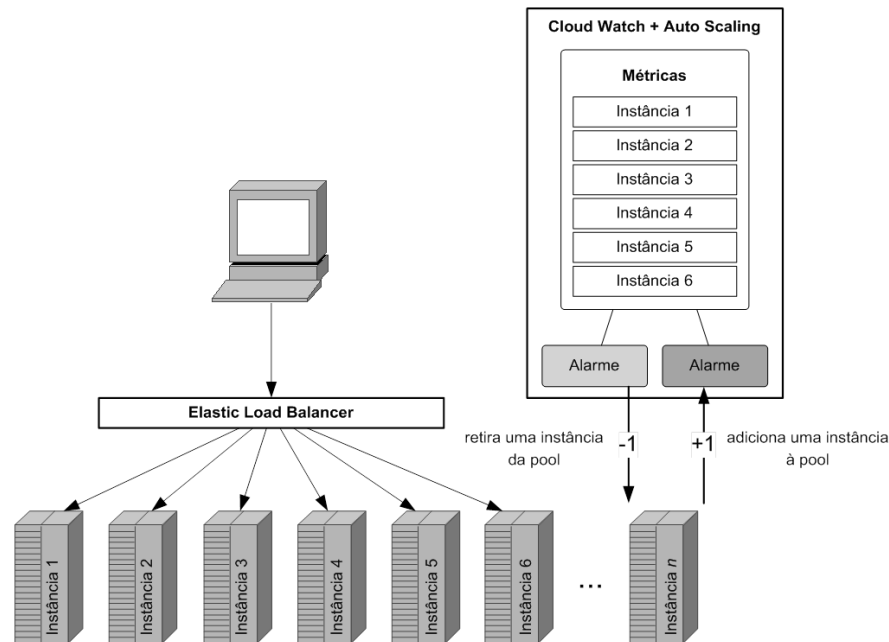 Cloud Watch + Auto Scaling
Métricas
Instância 1
Instância 2
Instância 3
Instância 4
Instância 5
Instância 6
Alarme
Alarme
Elastic Load Balancer
retira uma instância
da pool
-1
+1
adiciona uma instância
à pool
Instância 1
Instância 2
Instância 3
Instância 4
Instância 5
Instância 6
...
Instância n